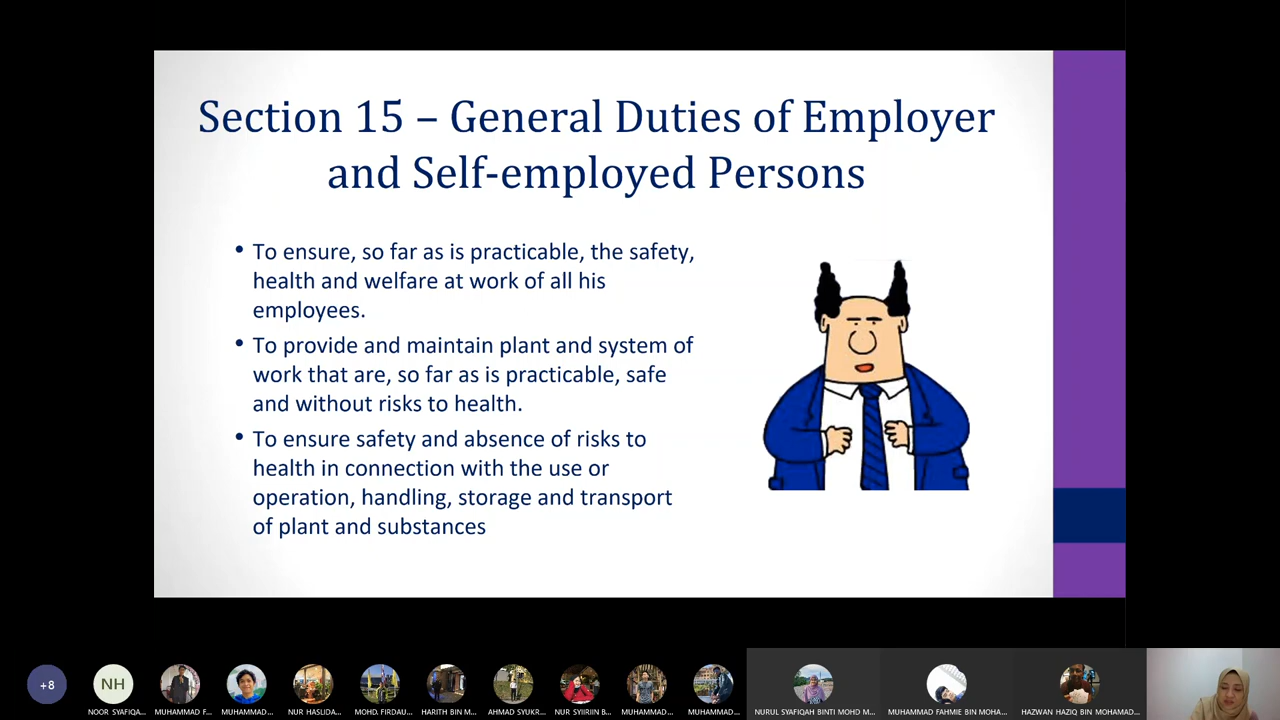 Section 15 – General Duties of Employer
and Self-employed Persons
• To ensure, so far as is practicable, the safety,
health and welfare at work of all his
employees.
• To provide and maintain plant and system of
work that are, so far as is practicable, safe
and without risks to health.
• To ensure safety and absence of risks to
health in connection with the use or
operation, handling, storage and transport
of plant and substances
+8
NH
NOOR SYAFIQA...
MUHAMMAD F...
MUHAMMAD ...
NUR HASLIDA...
MOHD. FIRDAU...
HARITH BIN M...
AHMAD SYUKR...
NUR SYIRIIN B...
MUHAMMAD...
MUHAMMAD...
NURUL SYAFIQAH BINTI MOHD M...
MUHAMMAD FAHMIE BIN MOHA...
HAZWAN HAZIQ BIN MOHAMAD...